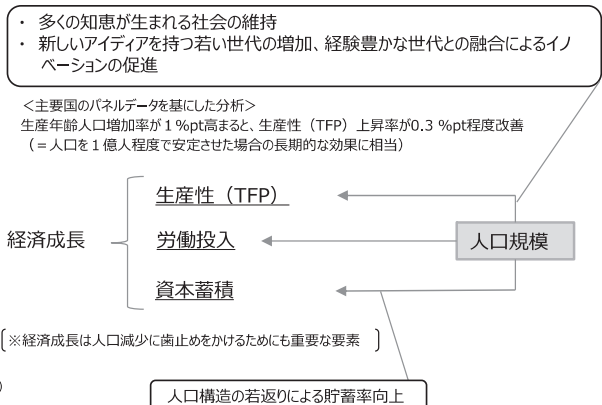 ・ 多くの知恵が生まれる社会の維持
・ 新しいアイディアを持つ若い世代の増加、経験豊かな世代との融合によるイノ
ベーションの促進
<主要国のパネルデータを基にした分析>
生産年齢人口増加率が1%pt高まると、生産性（TFP）上昇率が0.3 %pt程度改善
（=人口を1億人程度で安定させた場合の長期的な効果に相当）
生産性（TFP）
経済成長
労働投入
人口規模
資本蓄積
※経済成長は人口減少に歯止めをかけるためにも重要な要素
)
人口構造の若返りによる貯蓄率向上